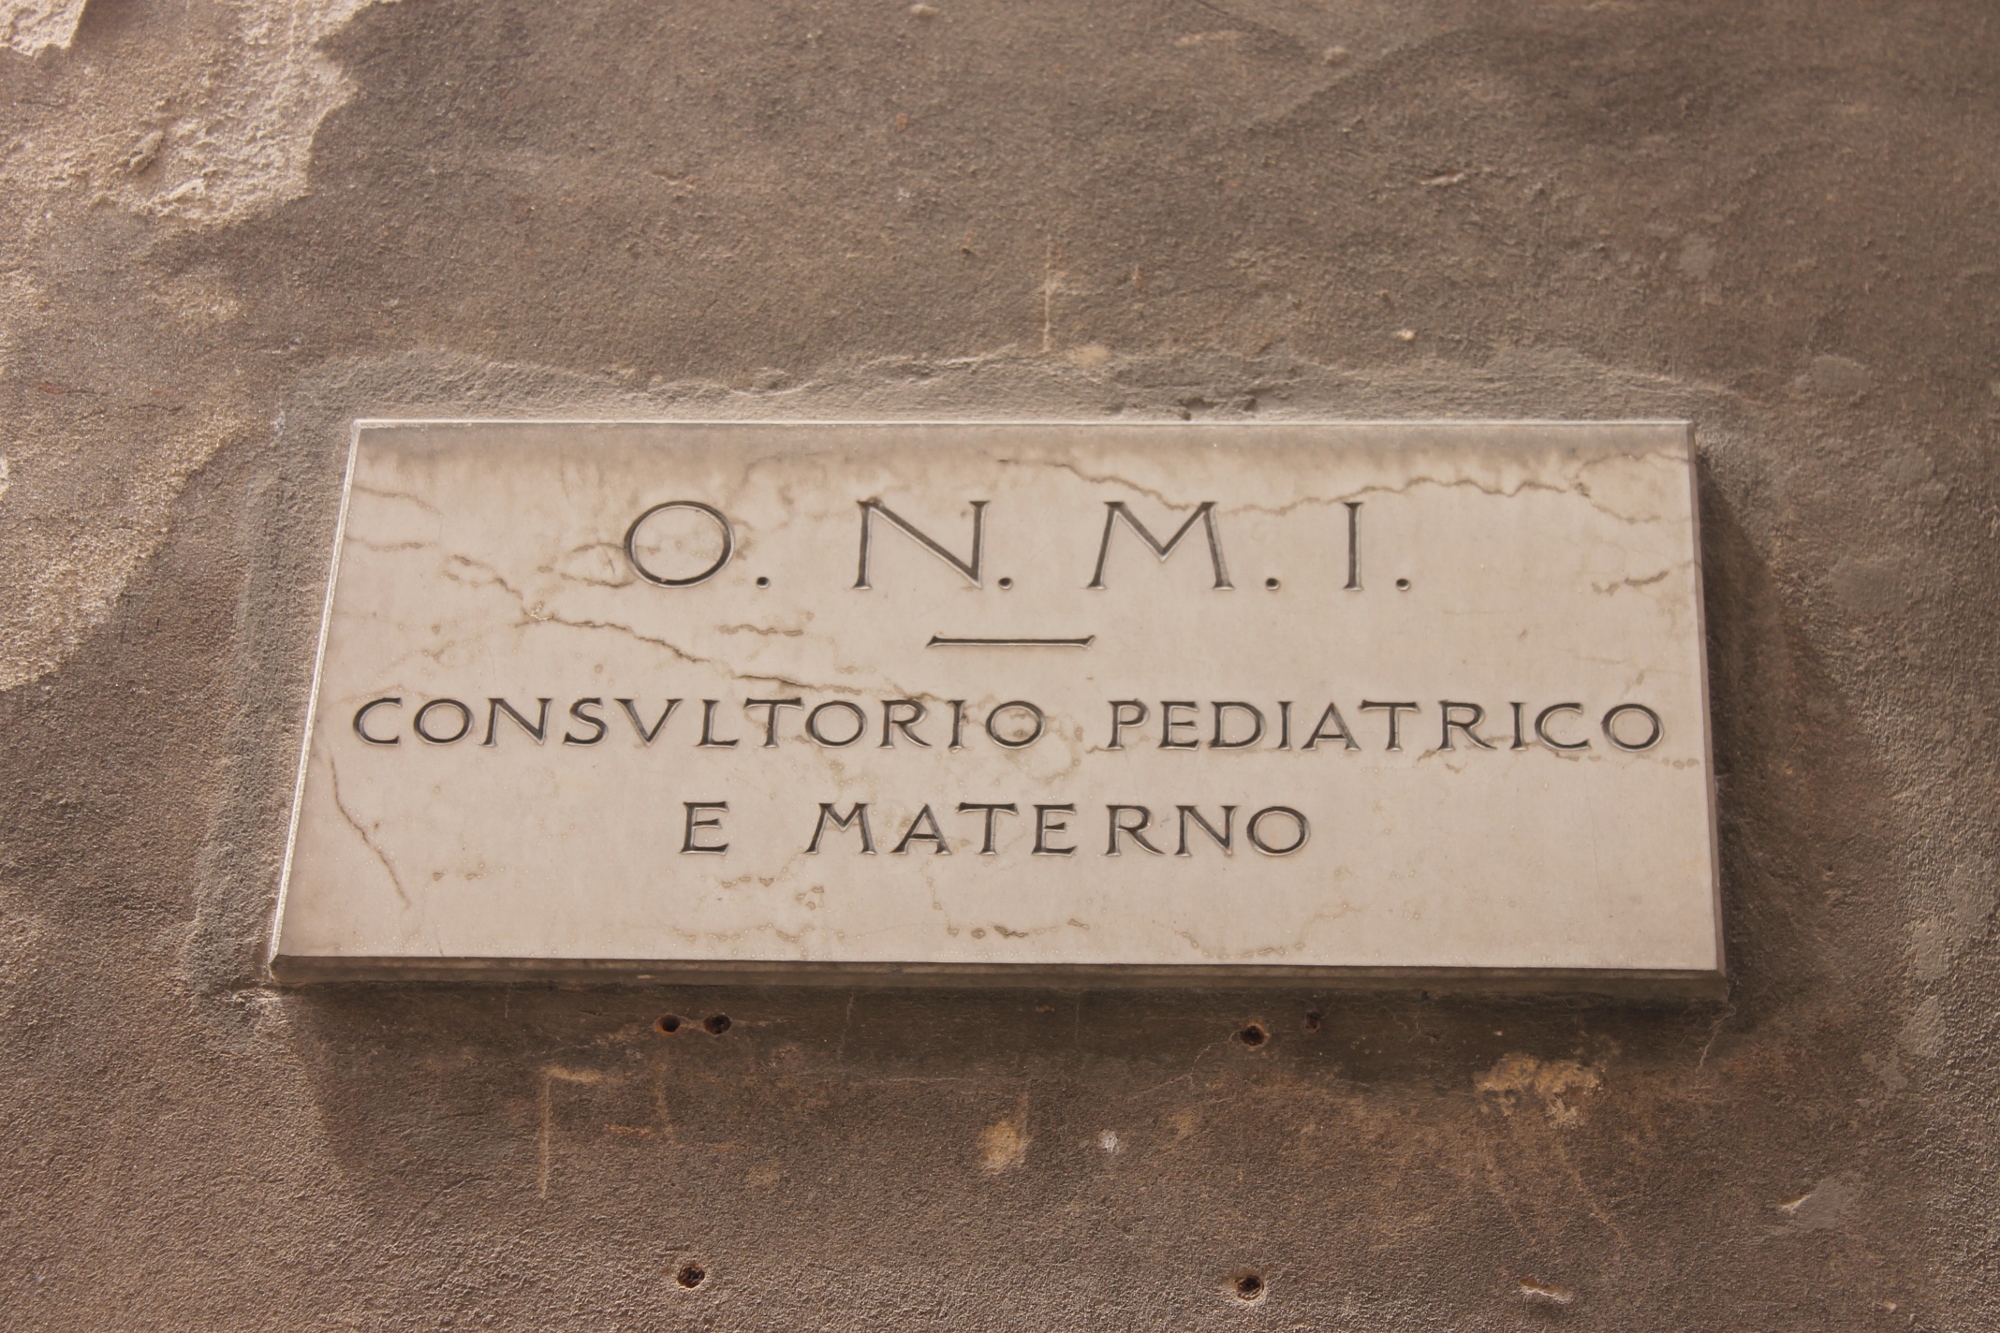 O. N. M. I.
CONSVLTORIO PEDIATRICO
E MATERNO